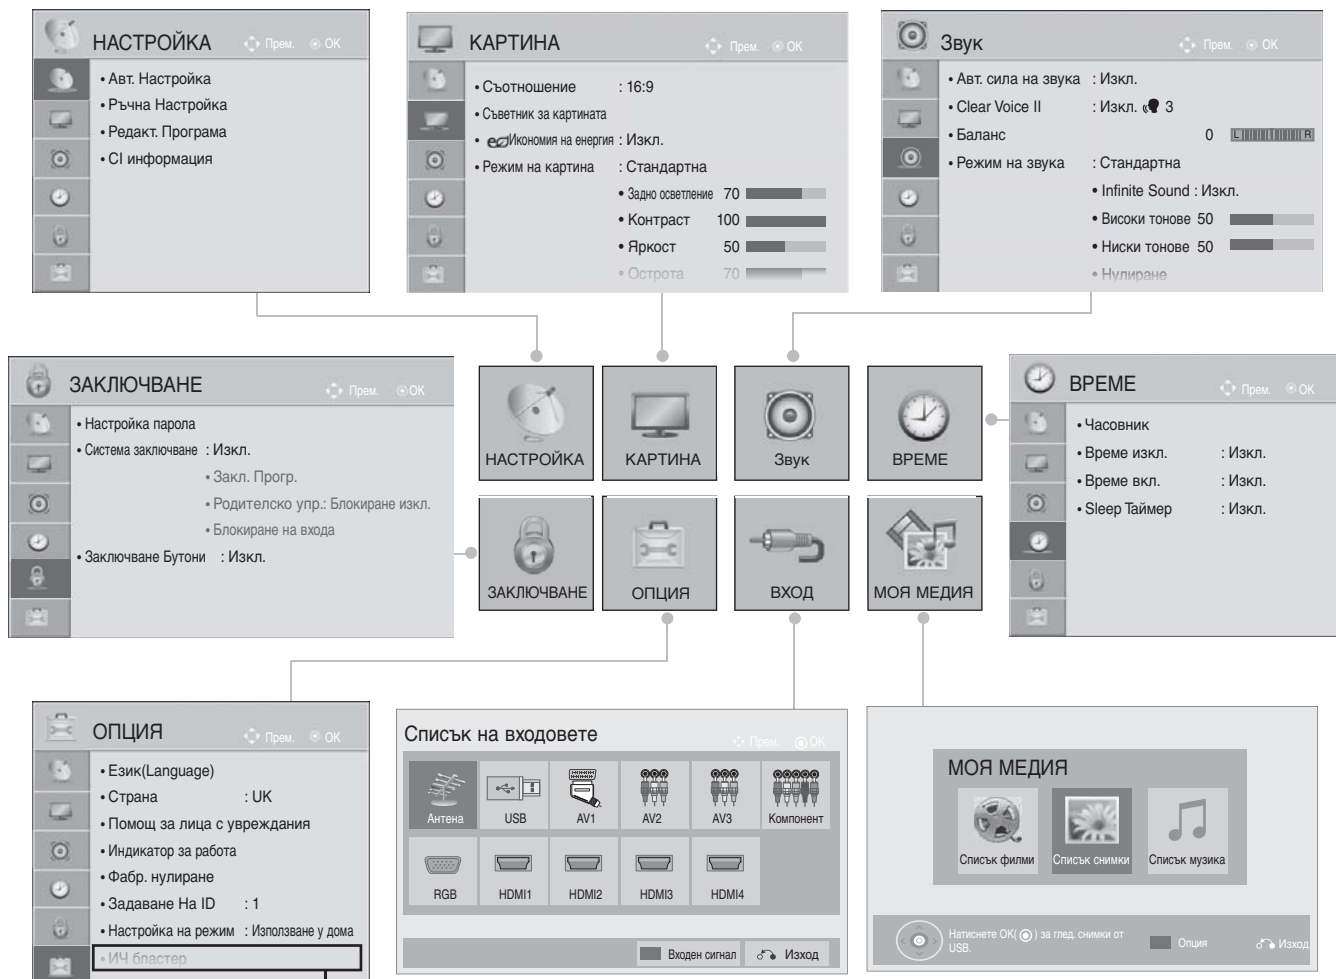 НАСТРОЙКА
Прем. OK
• Авт. Настройка
• Ръчна Настройка
• Редакт. Програма
• CI информация
КАРТИНА
Прем. OK
• Съотношение : 16:9
• Съветник за картината
• Икономия на енергия : Изкл.
• Режим на картина : Стандартна
• Задно осветление 70
• Контраст 100
• Яркост 50
• Острота 70
Звук
Прем. OK
• Авт. сила на звука : Изкл.
• Clear Voice II : Изкл. 3
• Баланс 0 L R
• Режим на звука : Стандартна
• Infinite Sound : Изкл.
• Високи тонове 50
• Ниски тонове 50
• Нулиране
ЗАКЛЮЧВАНЕ
Прем. OK
• Настройка парола
• Система заключване : Изкл.
• Закл. Прогр.
• Родителско упр.: Блокиране изкл.
• Блокиране на входа
• Заключване Бутони : Изкл.
НАСТРОЙКА
КАРТИНА
Звук
ВРЕМЕ
ЗАКЛЮЧВАНЕ
ОПЦИЯ
ВХОД
МОЯ МЕДИЯ
ВРЕМЕ
Прем. OK
• Часовник
• Време изкл. : Изкл.
• Време вкл. : Изкл.
• Sleep Таймер : Изкл.
ОПЦИЯ
Прем. OK
• Език(Language)
• Страна : UK
• Помощ за лица с увреждания
• Индикатор за работа
• Фабр. нулиране
• Задаване На ID : 1
• Настройка на режим : Използване у дома
• ИЧ бластер
Списък на входовете
Прем. OK
Антена
USB
AV1
AV2
AV3
Компонент
RGB
HDMI1
HDMI2
HDMI3
HDMI4
Входен сигнал
Изход
МОЯ МЕДИЯ
Списък филми
Списък снимки
Списък музика
Натиснете OK( ) за глед. снимки от
USB.
Опция
Изход